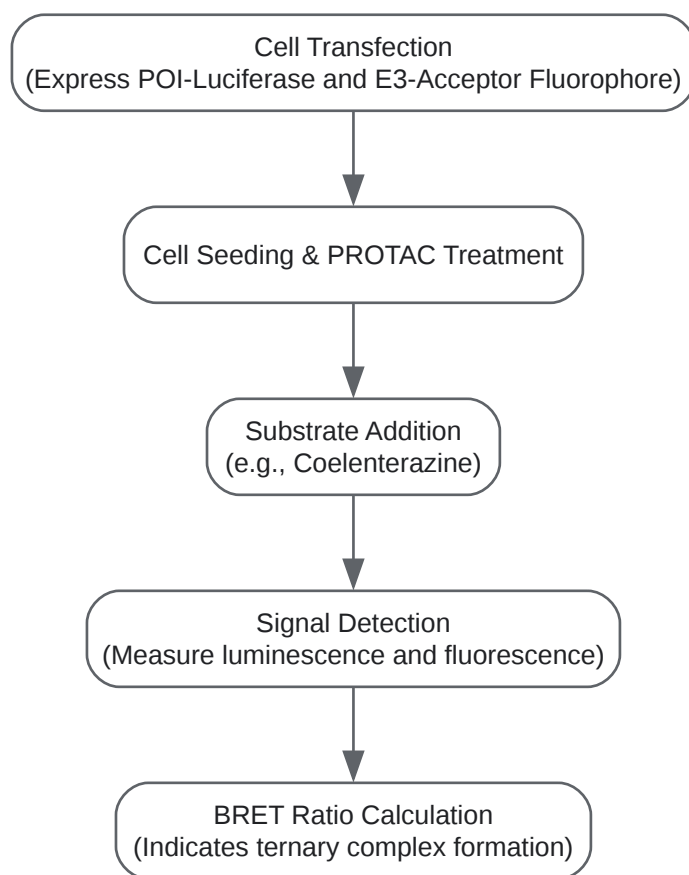 Cell Transfection
(Express POI-Luciferase and E3-Acceptor Fluorophore)
Cell Seeding & PROTAC Treatment
Substrate Addition
(e.g., Coelenterazine)
Signal Detection
(Measure luminescence and fluorescence)
BRET Ratio Calculation
(Indicates ternary complex formation)